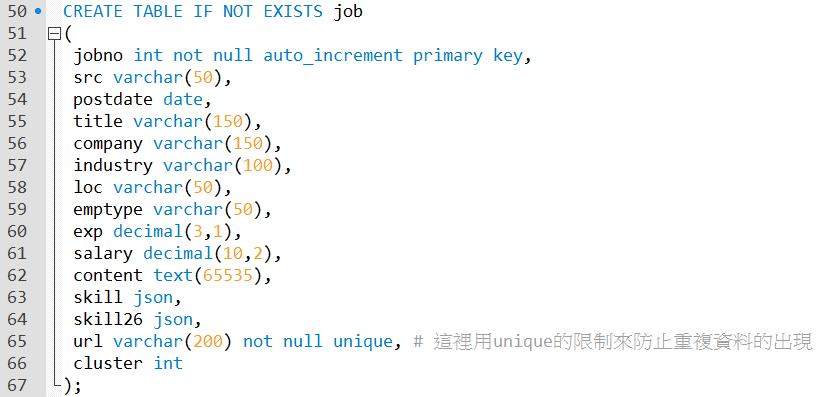 50 CREATE TABLE IF NOT EXISTS job
51 (
52 jobno int not null auto_increment primary key,
53 src varchar(50),
54 postdate date,
55 title varchar(150),
56 company varchar(150),
57 industry varchar(100),
58 loc varchar(50),
59 emptype varchar(50),
60 exp decimal(3,1),
61 salary decimal(10,2),
62 content text(65535),
63 skill json,
64 skill26 json,
65 url varchar(200) not null unique, # 這裡用unique的限制來防止重複資料的出現
66 cluster int
67 );